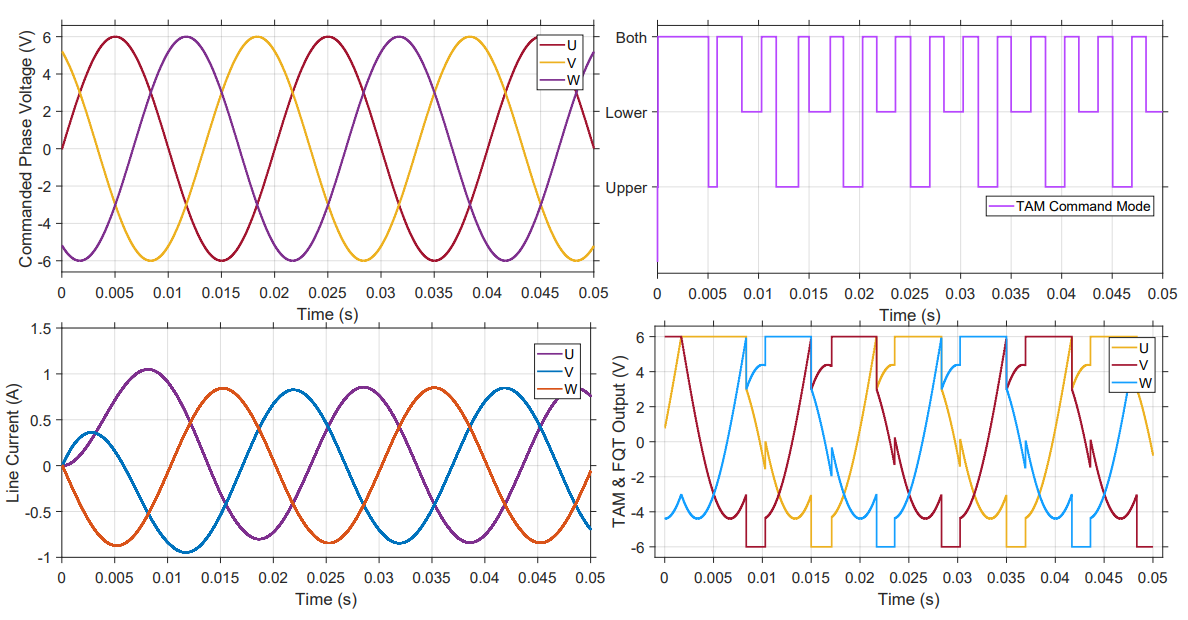 Commanded Phase Voltage (V)
6
4
2
0
-2
-4
-6
0 0.005 0.01 0.015 0.02 0.025 0.03 0.035 0.04 0.045 0.05
Time (s)
U
V
W
Both
Lower
Upper
TAM Command Mode
0 0.005 0.01 0.015 0.02 0.025 0.03 0.035 0.04 0.045 0.05
Time (s)
Line Current (A)
1.5
1
0.5
0
-0.5
-1
0 0.005 0.01 0.015 0.02 0.025 0.03 0.035 0.04 0.045 0.05
Time (s)
U
V
W
TAM & FQT Output (V)
6
4
2
0
-2
-4
-6
0 0.005 0.01 0.015 0.02 0.025 0.03 0.035 0.04 0.045 0.05
Time (s)
U
V
W